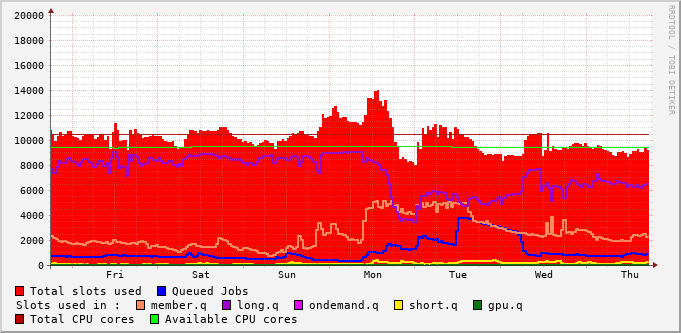 RRDTOOL / TOBI OETIKER
20000
18000
16000
14000
12000
10000
8000
6000
4000
2000
0
Fri Sat Sun Mon Tue Wed Thu
Total slots used Queued Jobs
Slots used in : member.q long.q ondemand.q short.q gpu.q
Total CPU cores Available CPU cores